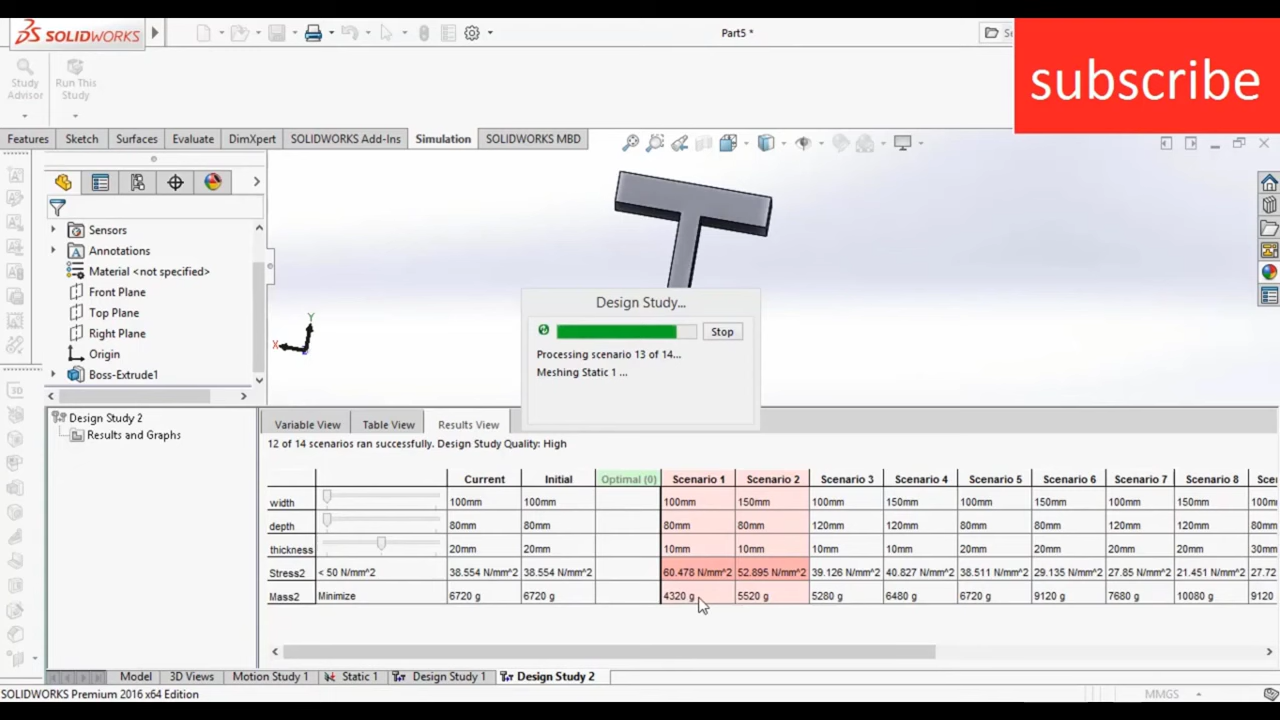 SOLIDWORKS
Part5 *
subscribe
Study Advisor
Run This Study
Features Sketch Surfaces Evaluate DimXpert SOLIDWORKS Add-Ins Simulation SOLIDWORKS MBD
Sensors
Annotations
Material <not specified>
Front Plane
Top Plane
Right Plane
Origin
Boss-Extrude1
Y
X
Design Study...
Stop
Processing scenario 13 of 14...
Meshing Static 1 ...
Design Study 2
Results and Graphs
Variable View Table View Results View
12 of 14 scenarios ran successfully. Design Study Quality: High
Current Initial Optimal (0) Scenario 1 Scenario 2 Scenario 3 Scenario 4 Scenario 5 Scenario 6 Scenario 7 Scenario 8
width 100mm 100mm 100mm 150mm 100mm 150mm 100mm 150mm 100mm 150mm 100m
depth 80mm 80mm 80mm 80mm 120mm 120mm 80mm 80mm 120mm 120mm 80mm
thickness 20mm 20mm 10mm 10mm 10mm 10mm 20mm 20mm 20mm 20mm 30mm
Stress2 < 50 N/mm^2 38.554 N/mm^2 38.554 N/mm^2 60.478 N/mm^2 52.895 N/mm^2 39.126 N/mm^2 40.827 N/mm^2 38.511 N/mm^2 29.135 N/mm^2 27.85 N/mm^2 21.451 N/mm^2 27.72
Mass2 Minimize 6720 g 6720 g 4320 g 5520 g 5280 g 6480 g 6720 g 9120 g 7680 g 10080 g 9120
Model 3D Views Motion Study 1 Static 1 Design Study 1 Design Study 2
SOLIDWORKS Premium 2016 x64 Edition
MMGS